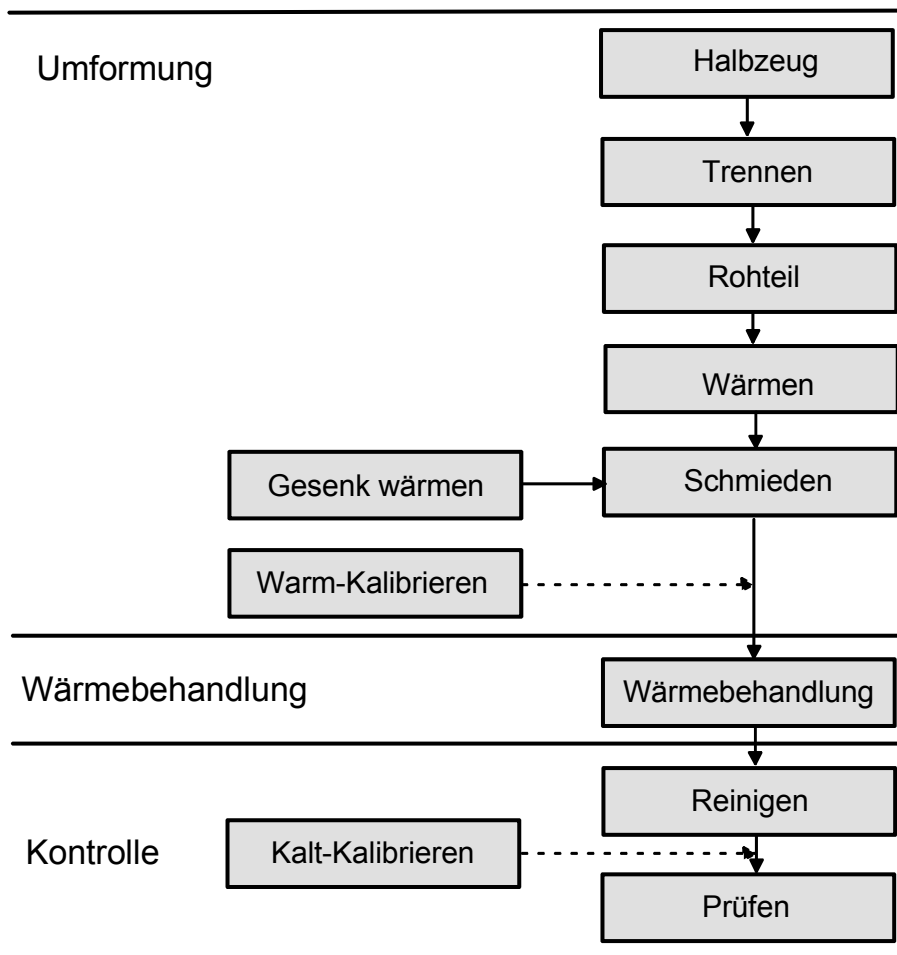 Umformung
Halbzeug
Trennen
Rohteil
Wärmen
Gesenk wärmen
Schmieden
Warm-Kalibrieren
Wärmebehandlung
Wärmebehandlung
Reinigen
Kontrolle
Kalt-Kalibrieren
Prüfen